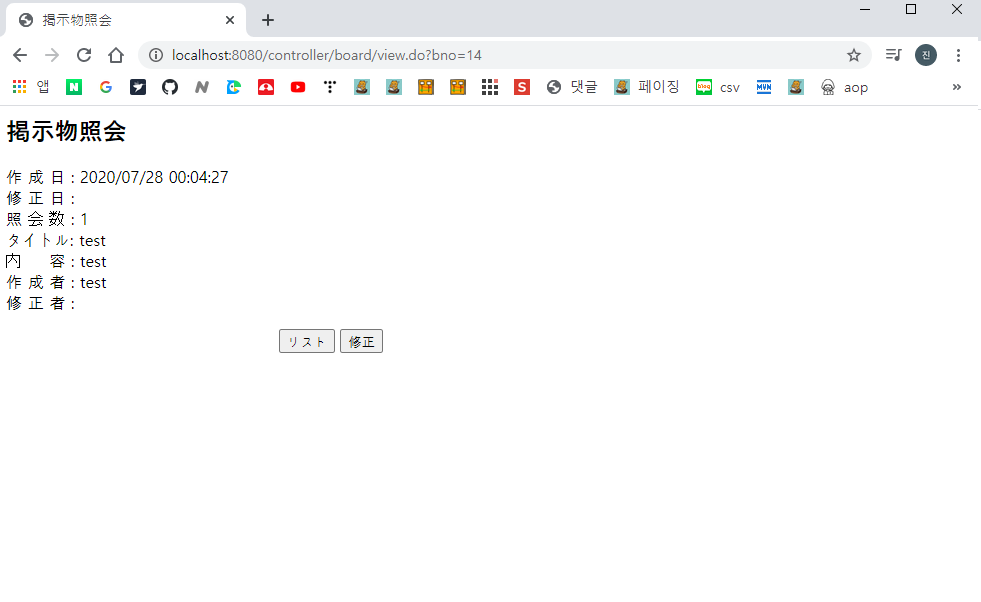 掲示物照会
localhost:8080/controller/board/view.do?bno=14
진
앱
댓글
페이징
csv
aop
掲示物照会
作 成 日 : 2020/07/28 00:04:27
修 正 日 :
照 会 数 : 1
タイトル: test
内 容 : test
作 成 者 : test
修 正 者 :
リスト 修正